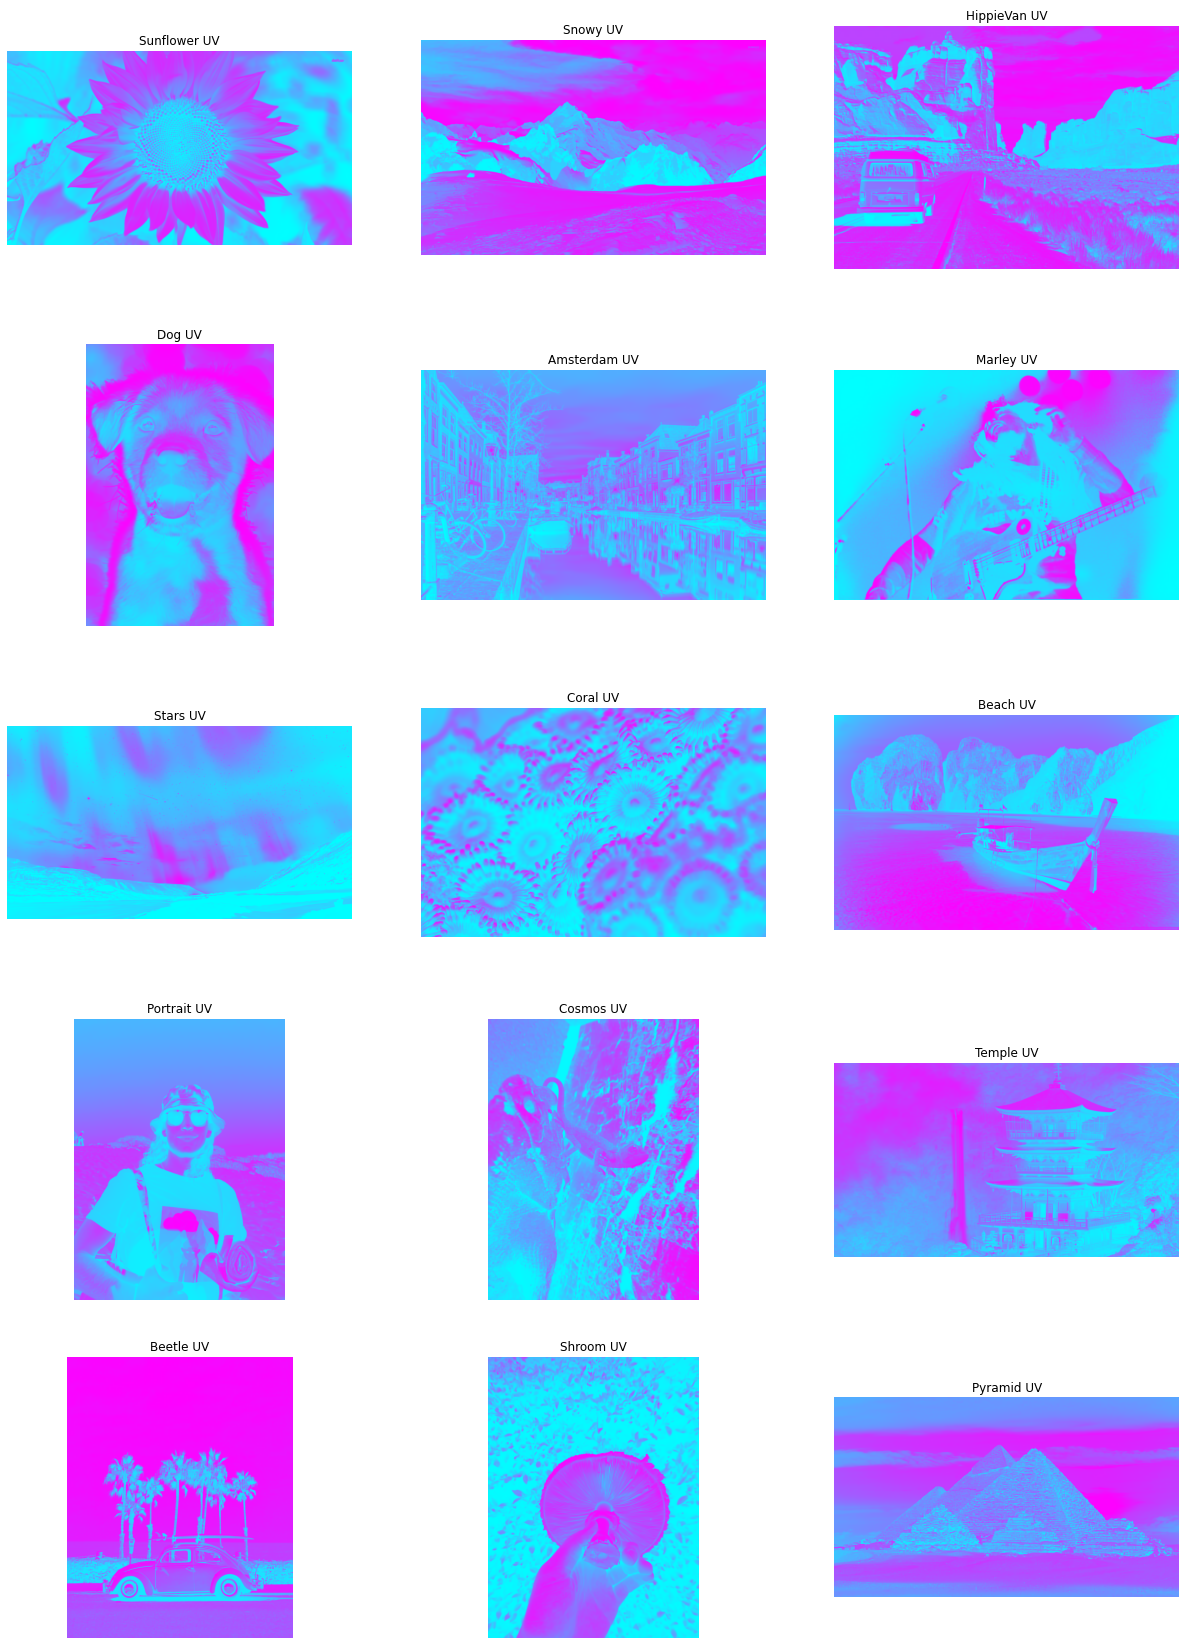 Sunflower UV
Snowy UV
HippieVan UV
Dog UV
Amsterdam UV
Marley UV
Stars UV
Coral UV
Beach UV
Portrait UV
Cosmos UV
Temple UV
Beetle UV
Shroom UV
Pyramid UV